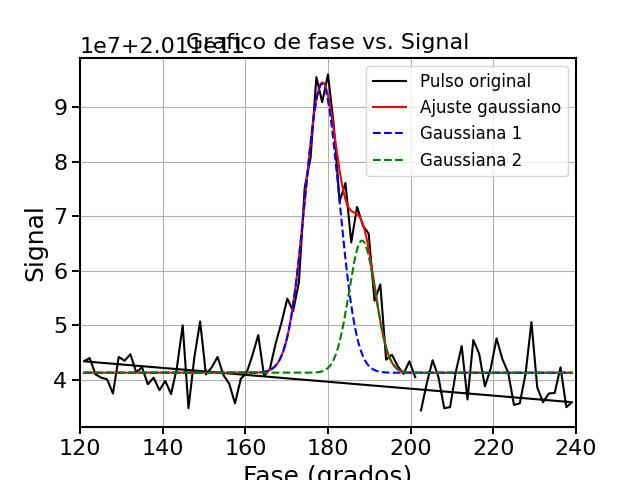 Grafico de fase vs. Signal
1e7+2.011e11
Pulso original
Ajuste gaussiano
Gaussiana 1
Gaussiana 2
9
8
7
6
5
4
Signal
120 140 160 180 200 220 240
Fase (grados)